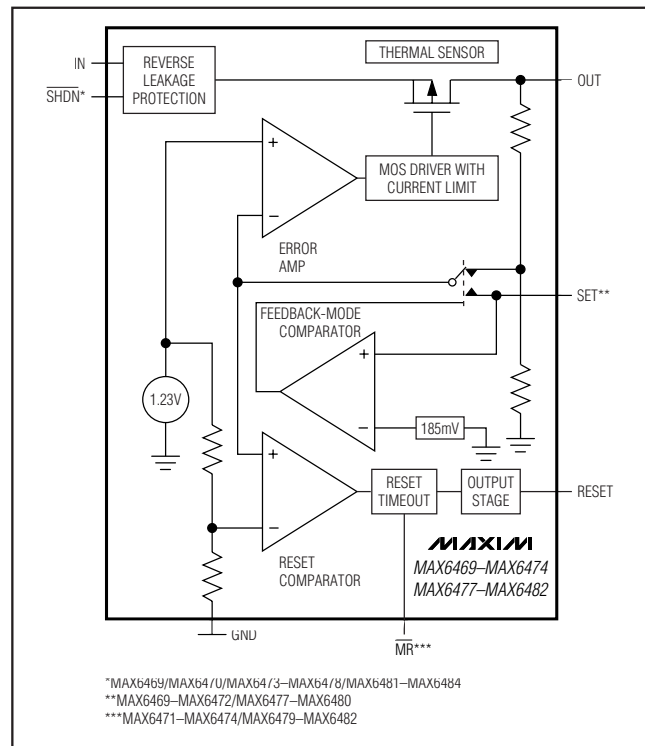 THERMAL SENSOR
IN
REVERSE
LEAKAGE
PROTECTION
SHDN*
OUT
+
MOS DRIVER WITH
CURRENT LIMIT
−
ERROR
AMP
SET**
FEEDBACK-MODE
COMPARATOR
+
1.23V
185mV
−
+
RESET
TIMEOUT
OUTPUT
STAGE
RESET
−
RESET
COMPARATOR
MAXIM
MAX6469–MAX6474
MAX6477–MAX6482
GND
MR***
*MAX6469/MAX6470/MAX6473–MAX6478/MAX6481–MAX6484
**MAX6469–MAX6472/MAX6477–MAX6480
***MAX6471–MAX6474/MAX6479–MAX6482